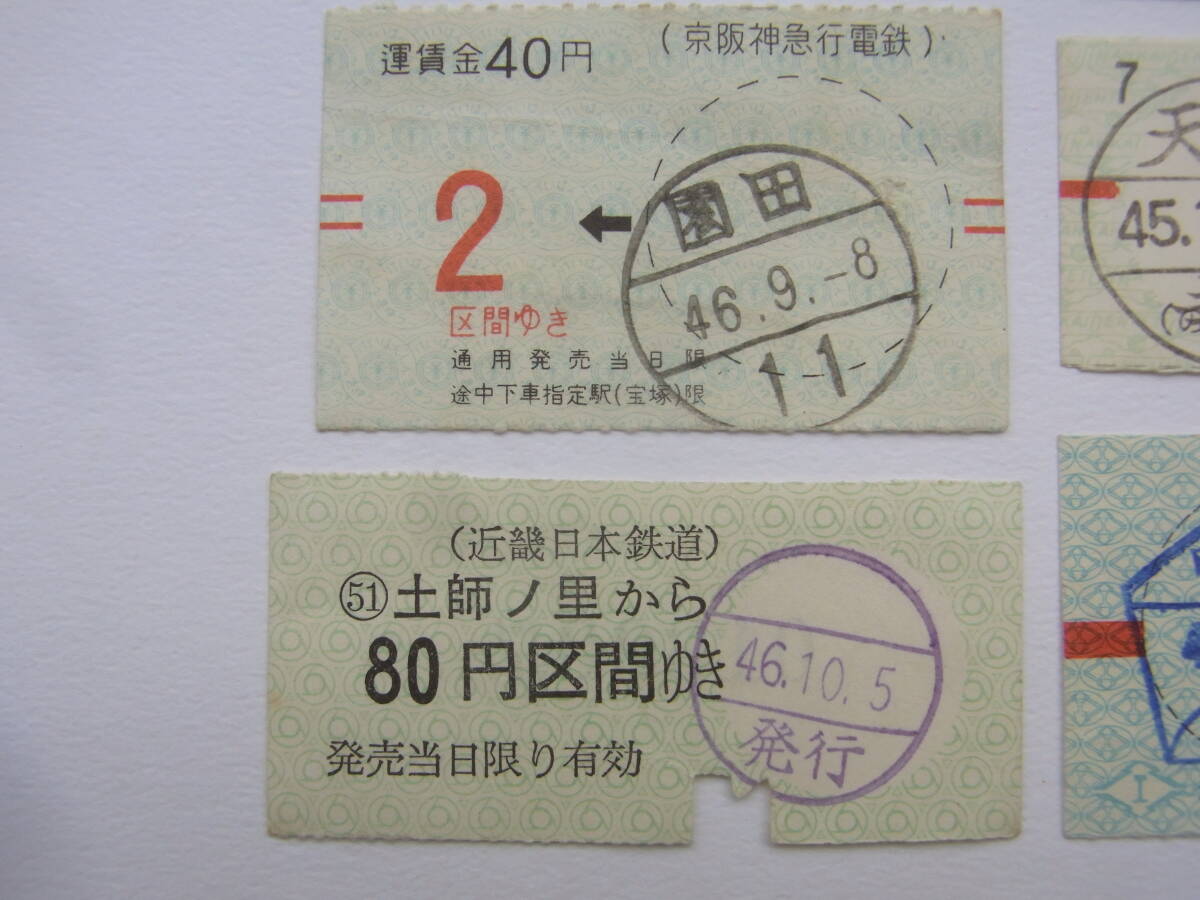 運賃金40円 (京阪神急行電鉄)
2
区間ゆき
通用発売当日限
途中下車指定駅(宝塚)限
園田
46.9.-8
11
7
天
45.
(近畿日本鉄道)
51土師ノ里から
80円区間ゆき
発売当日限り有効
46.10.5
発行
I